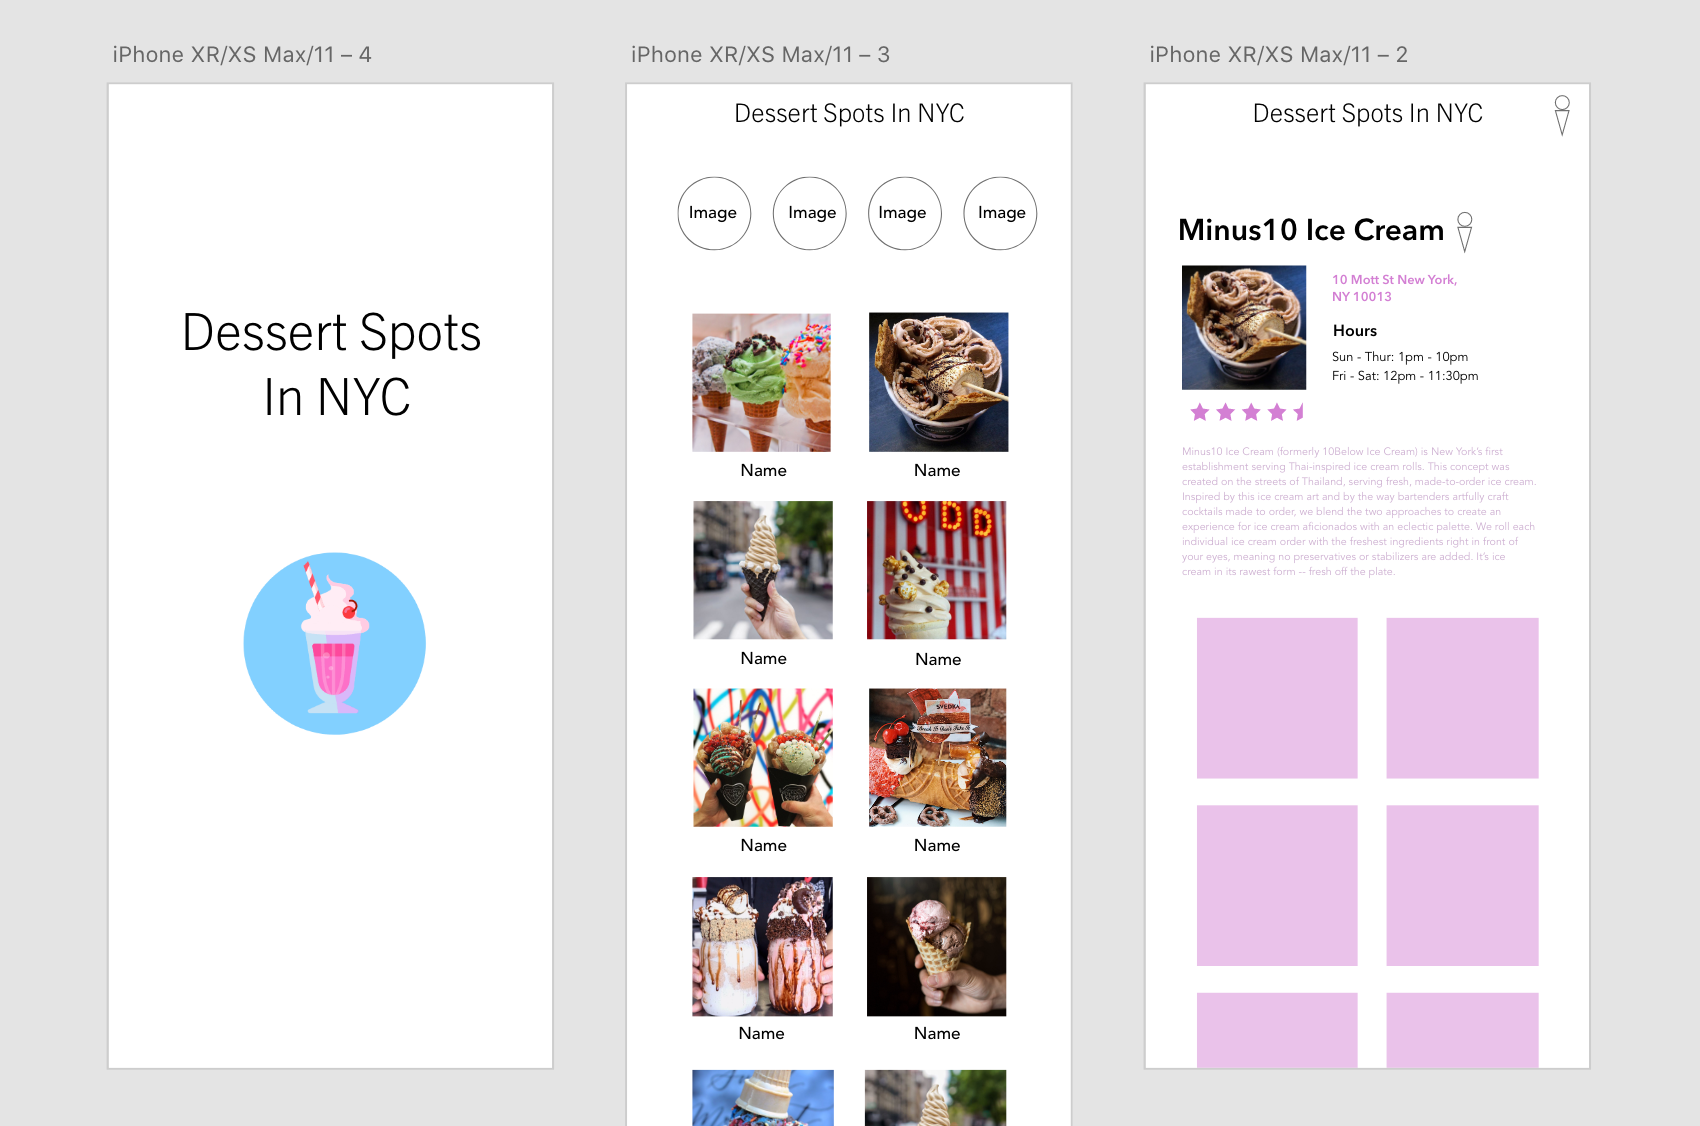 iPhone XR/XS Max/11 – 4
Dessert Spots
In NYC
iPhone XR/XS Max/11 – 3
Dessert Spots In NYC
Image
Image
Image
Image
Name
Name
Name
Name
SVEDKA
Name
Name
Name
Name
iPhone XR/XS Max/11 – 2
Dessert Spots In NYC
Minus10 Ice Cream
10 Mott St New York,
NY 10013
Hours
Sun - Thur: 1pm - 10pm
Fri - Sat: 12pm - 11:30pm
Minus10 Ice Cream (formerly 10Below Ice Cream) is New York's first
establishment serving Thai-inspired ice cream rolls. This concept was
created on the streets of Thailand, serving fresh, made-to-order ice cream.
Inspired by this ice cream art and by the way bartenders artfully craft
cocktails made to order, we blend the two approaches to create an
experience for ice cream aficionados with an eclectic palette. We roll each
individual ice cream order with the freshest ingredients right in front of
your eyes, meaning no preservatives or stabilizers are added. It's ice
cream in its rawest form -- fresh off the plate.